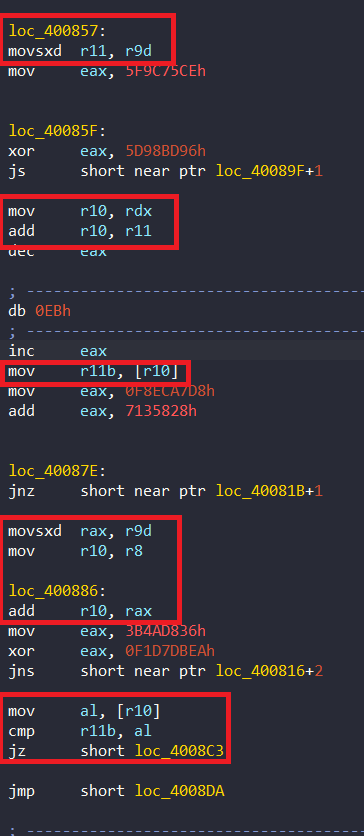 loc_400857:
movsxd r11, r9d
mov eax, 5F9C75CEh
loc_40085F:
xor eax, 5D98BD96h
js short near ptr loc_40089F+1
mov r10, rdx
add r10, r11
dec eax
; -----------------------------------
db 0EBh
; -----------------------------------
inc eax
mov r11b, [r10]
mov eax, 0F8ECA7D8h
add eax, 7135828h
loc_40087E:
jnz short near ptr loc_40081B+1
movsxd rax, r9d
mov r10, r8
loc_400886:
add r10, rax
mov eax, 3B4AD836h
xor eax, 0F1D7DBEAh
jns short near ptr loc_400816+2
mov al, [r10]
cmp r11b, al
jz short loc_4008C3
jmp short loc_4008DA
; -----------------------------------